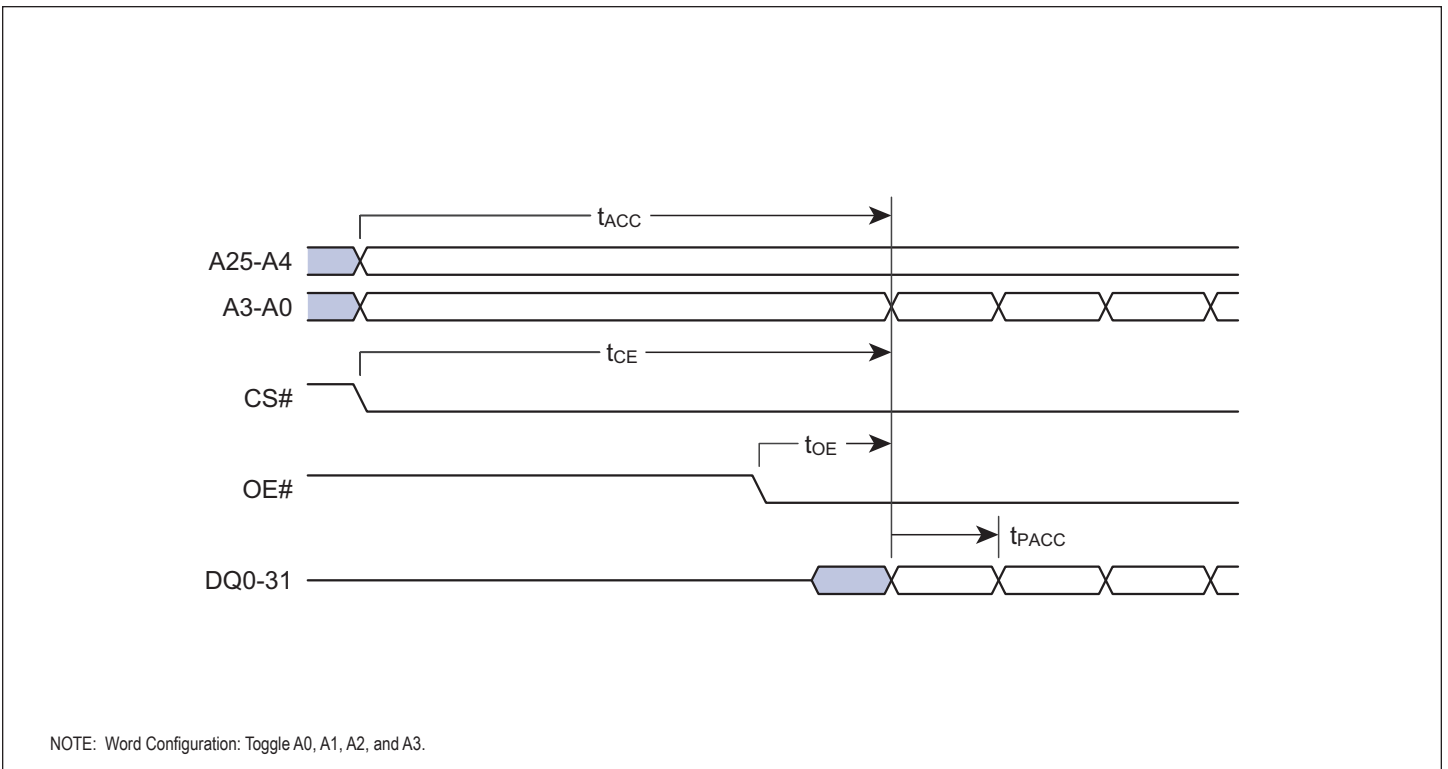 tACC
A25-A4
A3-A0
tCE
CS#
tOE
OE#
tPACC
DQ0-31
NOTE: Word Configuration: Toggle A0, A1, A2, and A3.